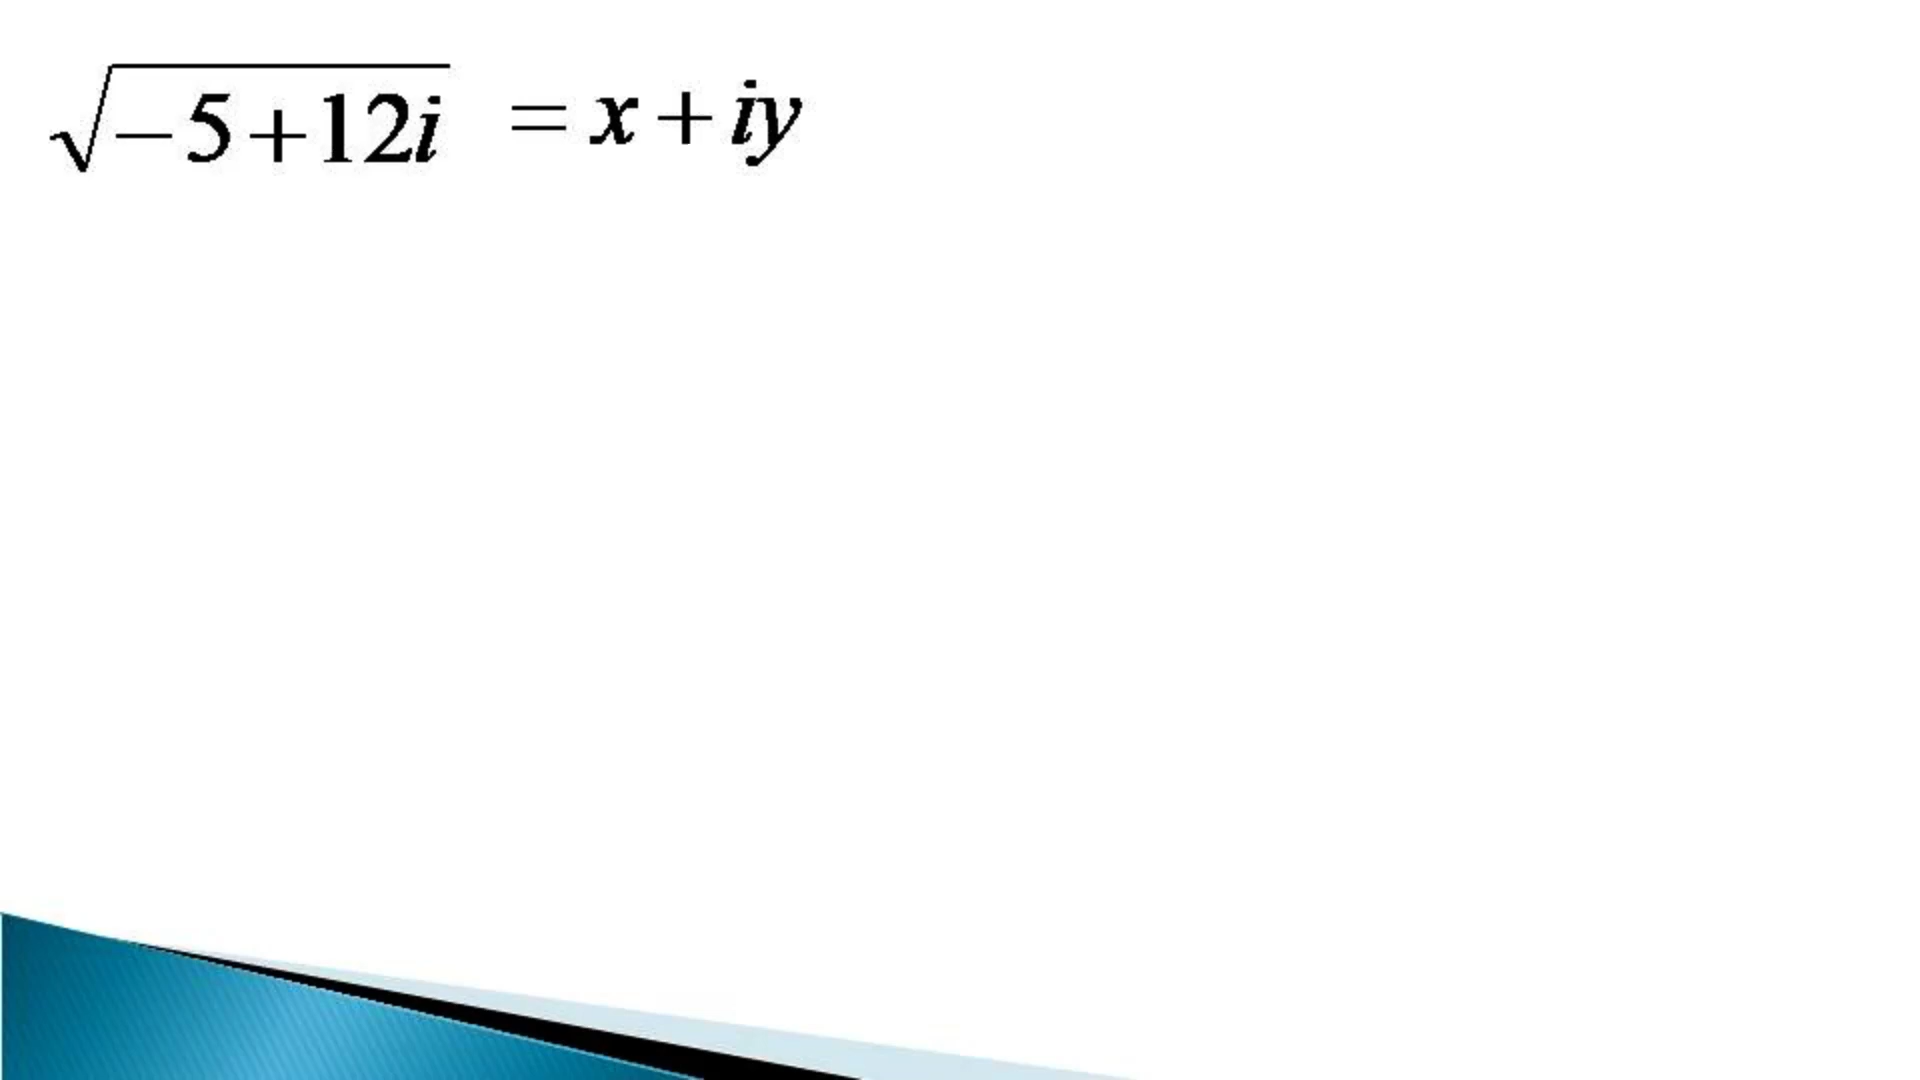 √−5+12i = x+iy